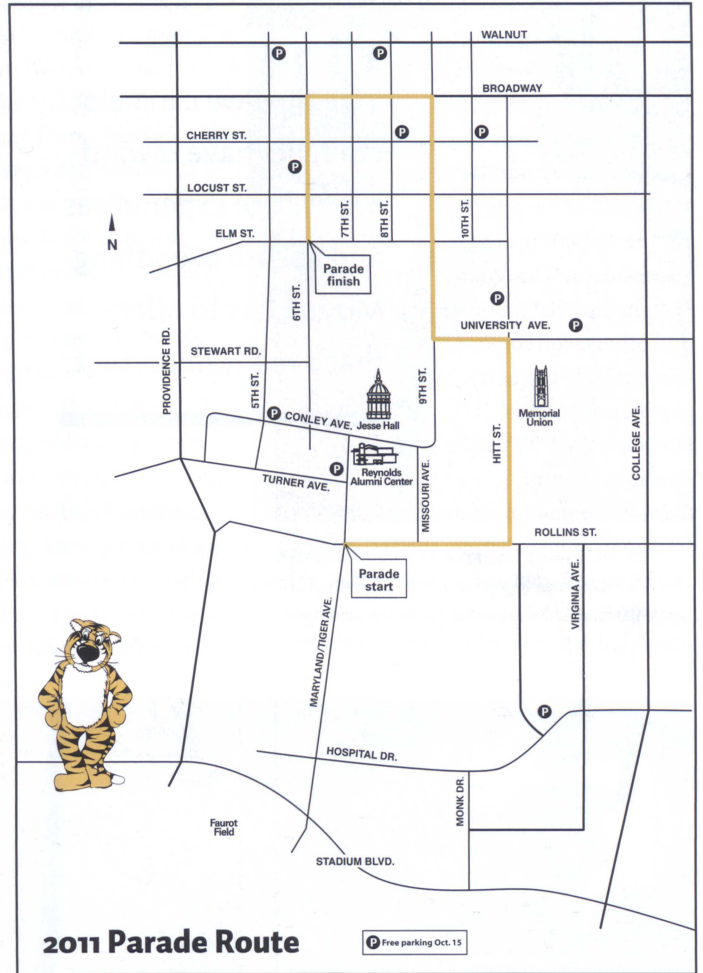 WALNUT
P
P
BROADWAY
CHERRY ST.
P
P
P
LOCUST ST.
7TH ST.
8TH ST.
10TH ST.
N
ELM ST.
Parade
finish
6TH ST.
P
UNIVERSITY AVE.
P
PROVIDENCE RD.
STEWART RD.
5TH ST.
9TH ST.
HITT ST.
COLLEGE AVE.
Memorial
Union
P
CONLEY AVE.
Jesse Hall
P
Reynolds
Alumni Center
TURNER AVE.
MISSOURI AVE.
ROLLINS ST.
Parade
start
VIRGINIA AVE.
MARYLAND/TIGER AVE.
P
HOSPITAL DR.
MONK DR.
Faurot
Field
STADIUM BLVD.
2011 Parade Route
P Free parking Oct. 15